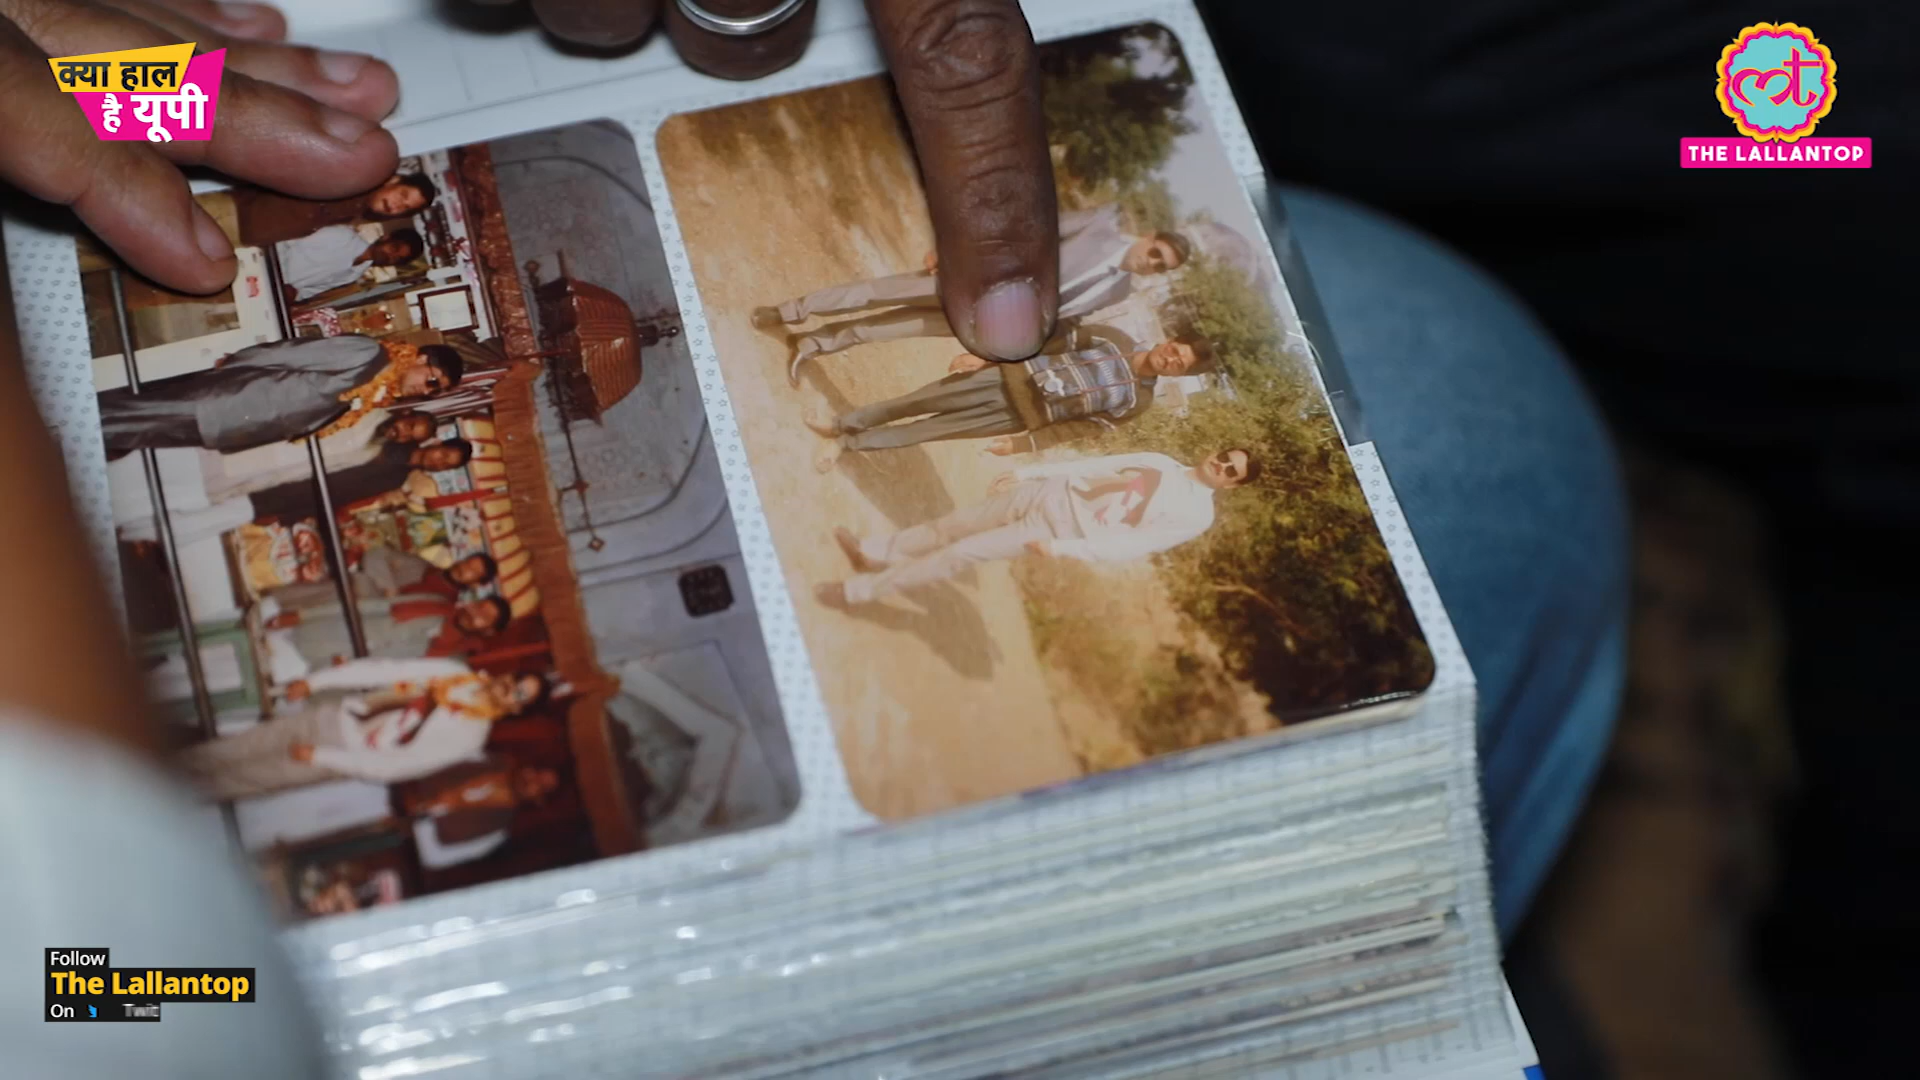 क्या हाल
है यूपी
THE LALLANTOP
Follow
The Lallantop
On